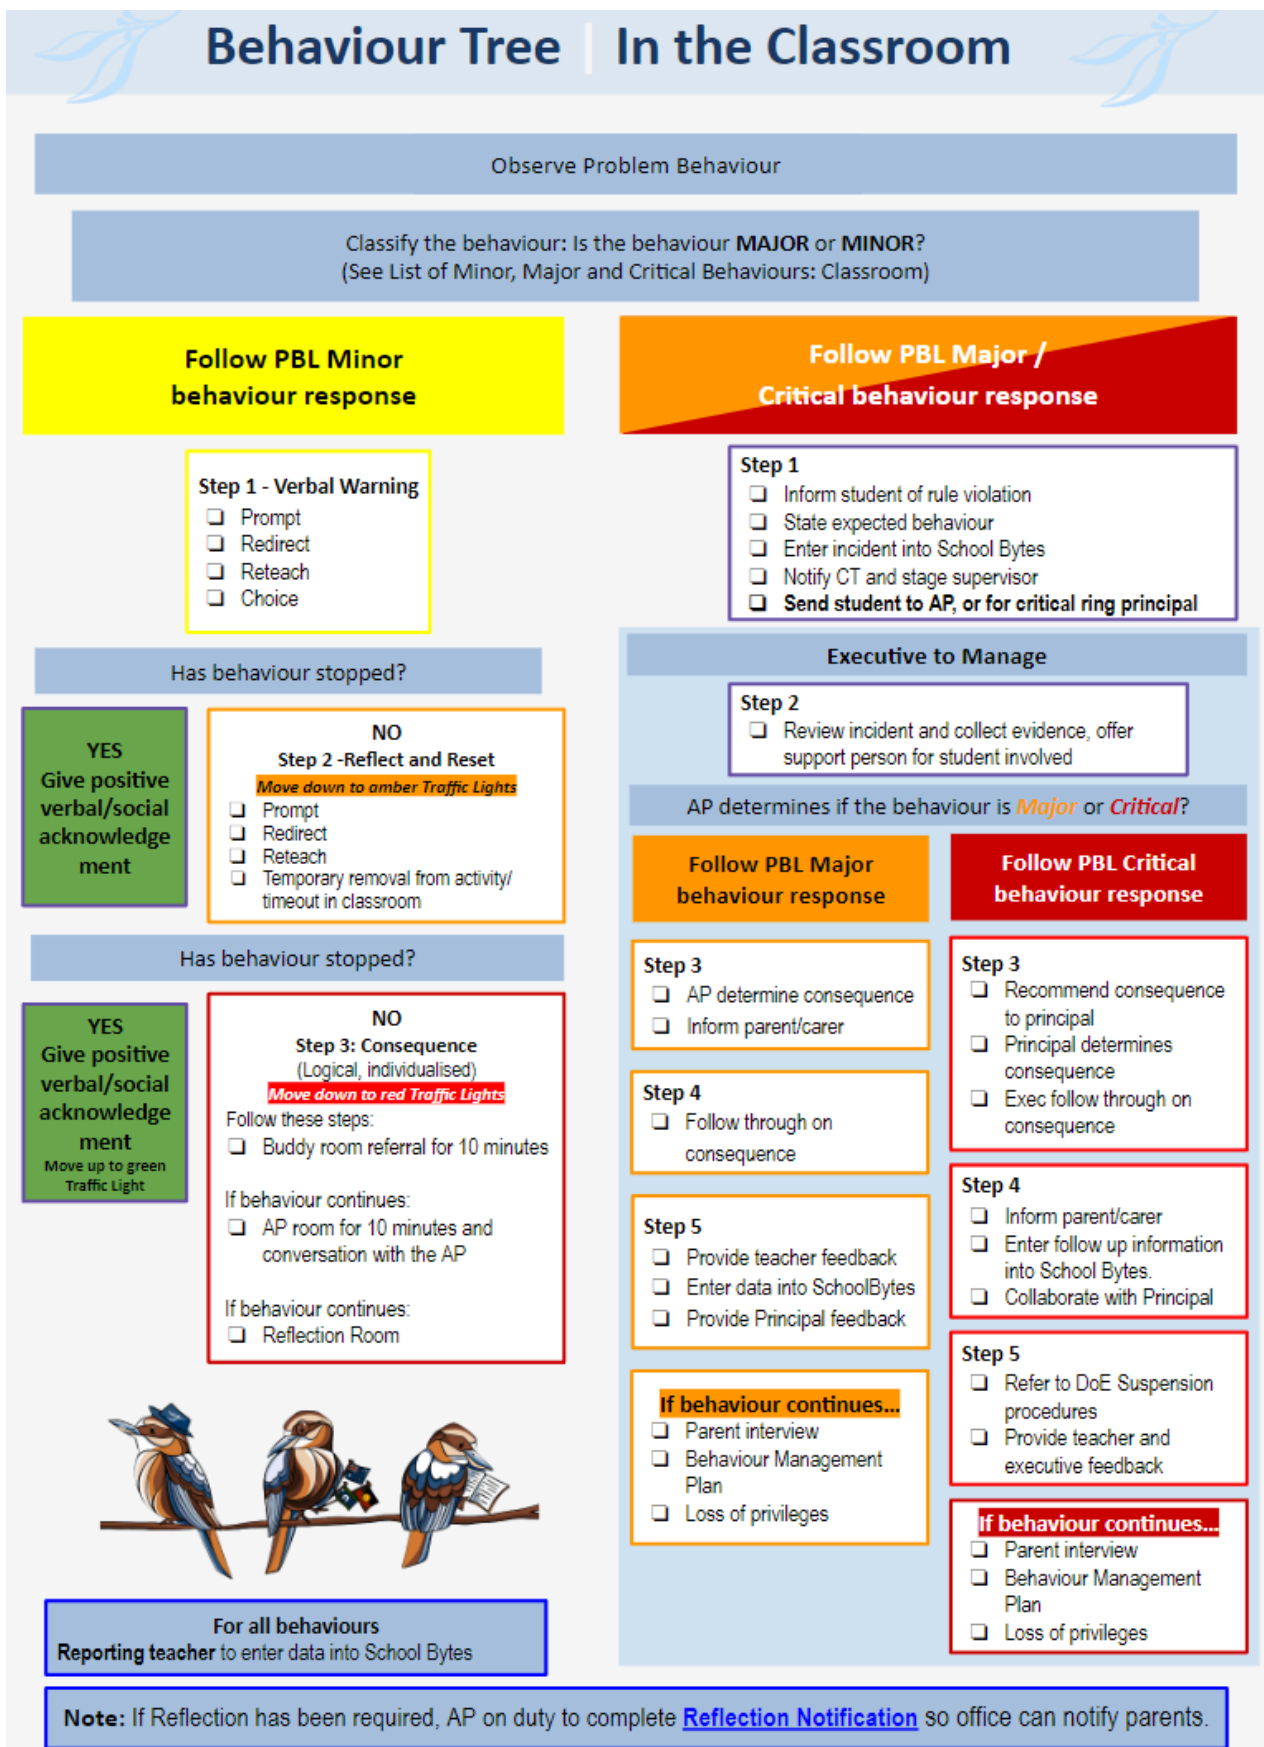 Behaviour Tree | In the Classroom
Observe Problem Behaviour
Classify the behaviour: Is the behaviour MAJOR or MINOR?
(See List of Minor, Major and Critical Behaviours: Classroom)
Follow PBL Minor
behaviour response
Step 1 - Verbal Warning
❏ Prompt
❏ Redirect
❏ Reteach
❏ Choice
Has behaviour stopped?
YES
Give positive
verbal/social
acknowledge
ment
NO
Step 2 -Reflect and Reset
Move down to amber Traffic Lights
❏ Prompt
❏ Redirect
❏ Reteach
❏ Temporary removal from activity/
timeout in classroom
Has behaviour stopped?
YES
Give positive
verbal/social
acknowledge
ment
Move up to green
Traffic Light
NO
Step 3: Consequence
(Logical, individualised)
Move down to red Traffic Lights
Follow these steps:
❏ Buddy room referral for 10 minutes
If behaviour continues:
❏ AP room for 10 minutes and
conversation with the AP
If behaviour continues:
❏ Reflection Room
Follow PBL Major /
Critical behaviour response
Step 1
❏ Inform student of rule violation
❏ State expected behaviour
❏ Enter incident into School Bytes
❏ Notify CT and stage supervisor
❏ Send student to AP, or for critical ring principal
Executive to Manage
Step 2
❏ Review incident and collect evidence, offer
support person for student involved
AP determines if the behaviour is Major or Critical?
Follow PBL Major
behaviour response
Step 3
❏ AP determine consequence
❏ Inform parent/carer
Step 4
❏ Follow through on
consequence
Step 5
❏ Provide teacher feedback
❏ Enter data into SchoolBytes
❏ Provide Principal feedback
If behaviour continues...
❏ Parent interview
❏ Behaviour Management
Plan
❏ Loss of privileges
Follow PBL Critical
behaviour response
Step 3
❏ Recommend consequence
to principal
❏ Principal determines
consequence
❏ Exec follow through on
consequence
Step 4
❏ Inform parent/carer
❏ Enter follow up information
into School Bytes.
❏ Collaborate with Principal
Step 5
❏ Refer to DoE Suspension
procedures
❏ Provide teacher and
executive feedback
If behaviour continues...
❏ Parent interview
❏ Behaviour Management
Plan
❏ Loss of privileges
For all behaviours
Reporting teacher to enter data into School Bytes
Note: If Reflection has been required, AP on duty to complete Reflection Notification so office can notify parents.